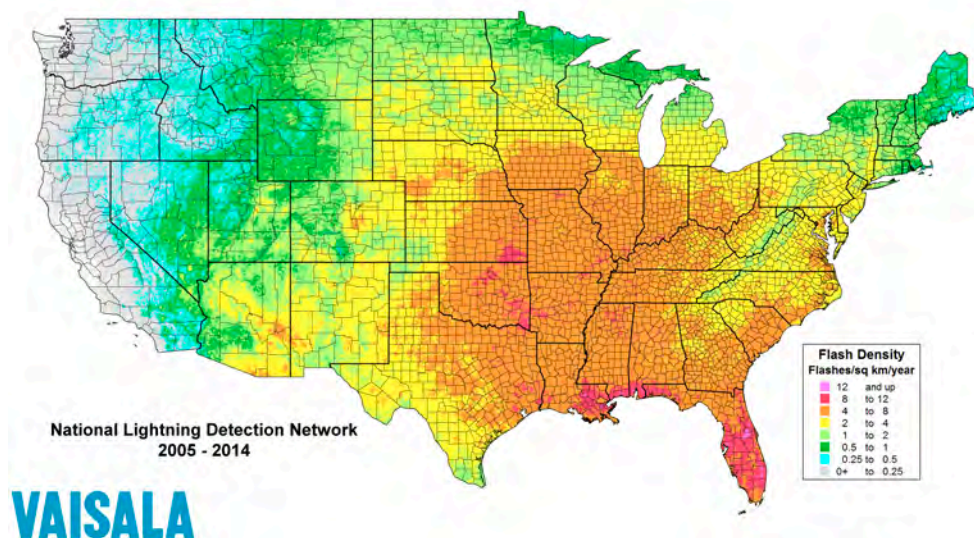 Flash Density
Flashes/sq km/year
12 and up
8 to 12
4 to 8
2 to 4
1 to 2
0.5 to 1
0.25 to 0.5
0+ to 0.25
National Lightning Detection Network
2005 - 2014
VAISALA